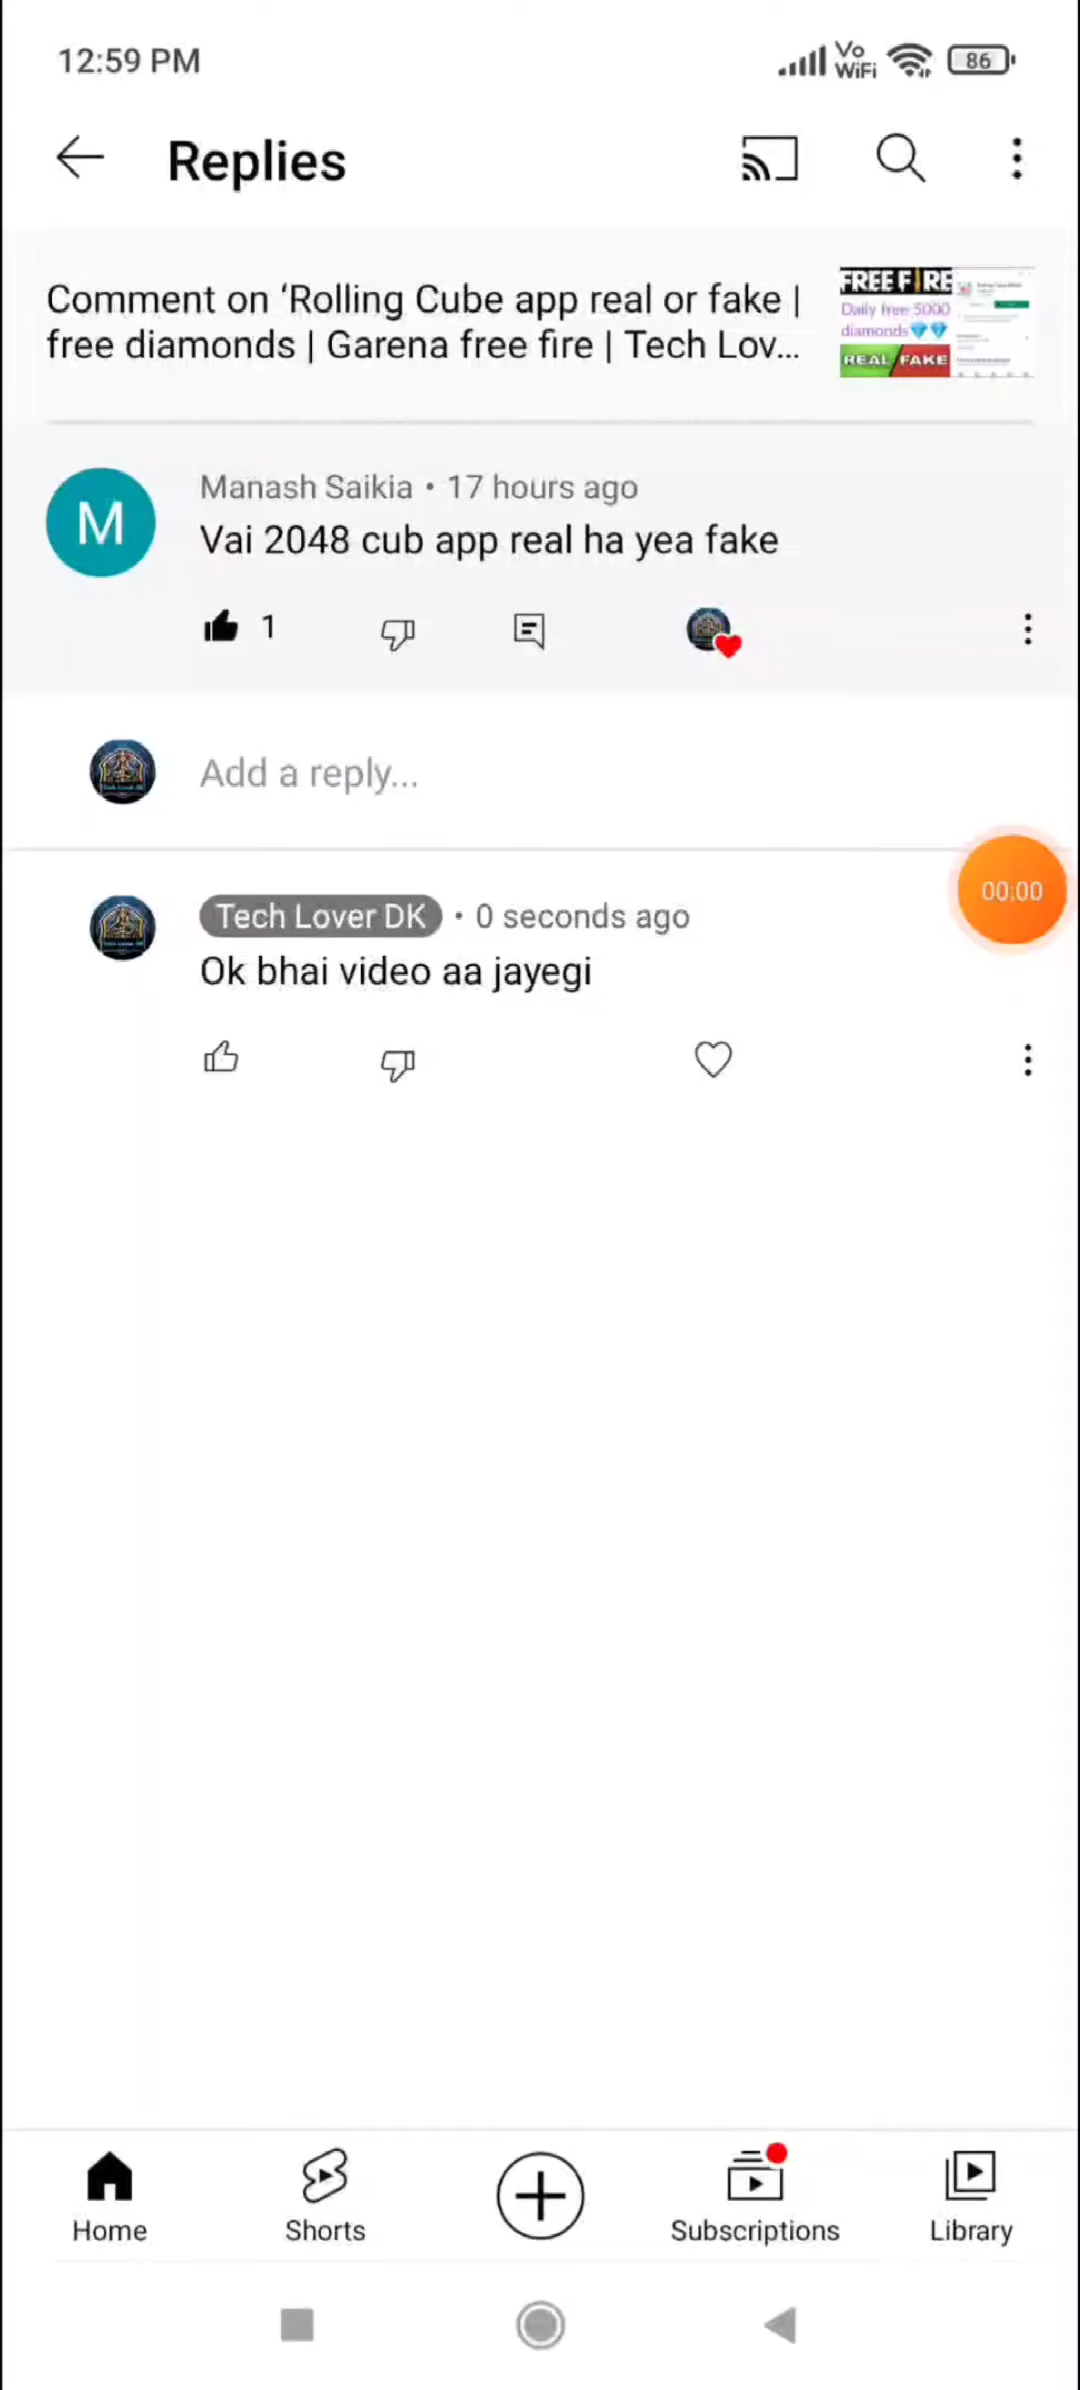 12:59 PM
Vo
WiFi
86
Replies
Comment on ‘Rolling Cube app real or fake |
free diamonds | Garena free fire | Tech Lov...
FREE FIRE
Daily free 5000
diamonds💎💎
REAL FAKE
Manash Saikia • 17 hours ago
Vai 2048 cub app real ha yea fake
1
Add a reply...
00:00
Tech Lover DK • 0 seconds ago
Ok bhai video aa jayegi
Home
Shorts
Subscriptions
Library